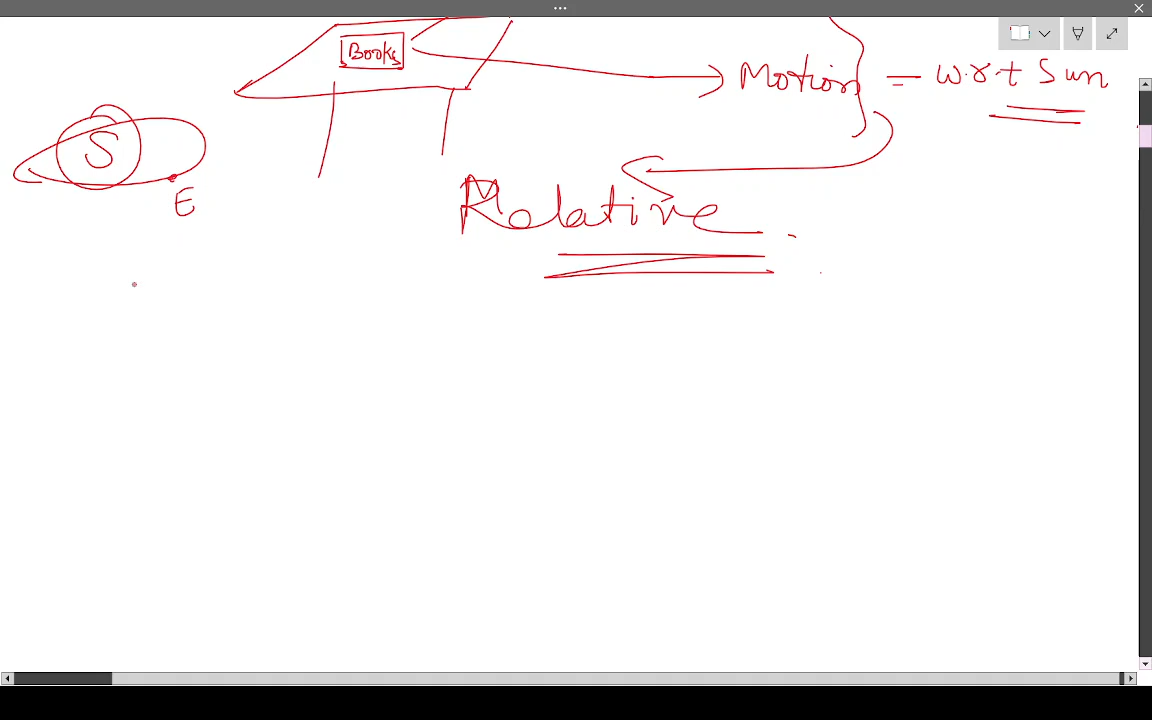 Books
Motion = w.r.t Sun
S
E
Relative.